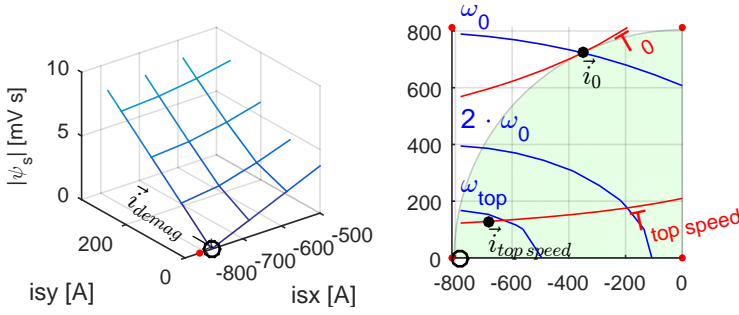 10
5
0
|ψs| [mV s]
200
0
isy [A]
-800
-700
-600
-500
isx [A]
i⃗demag
800
600
400
200
0
-800
-600
-400
-200
0
ω0
T0
i⃗0
2 · ω0
ωtop
Ttop speed
i⃗top speed